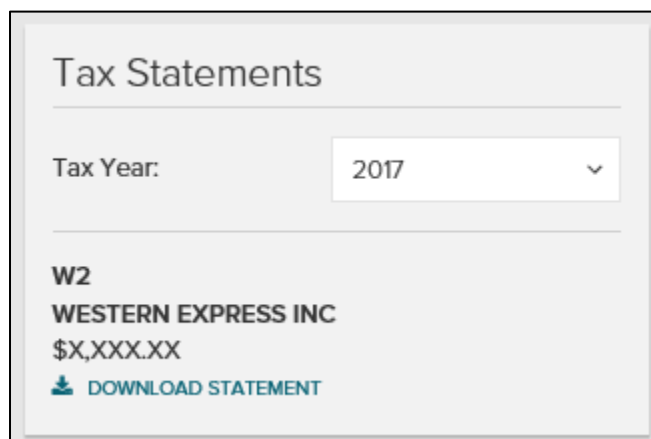 Tax Statements
Tax Year: 2017
W2
WESTERN EXPRESS INC
$X,XXX.XX
DOWNLOAD STATEMENT